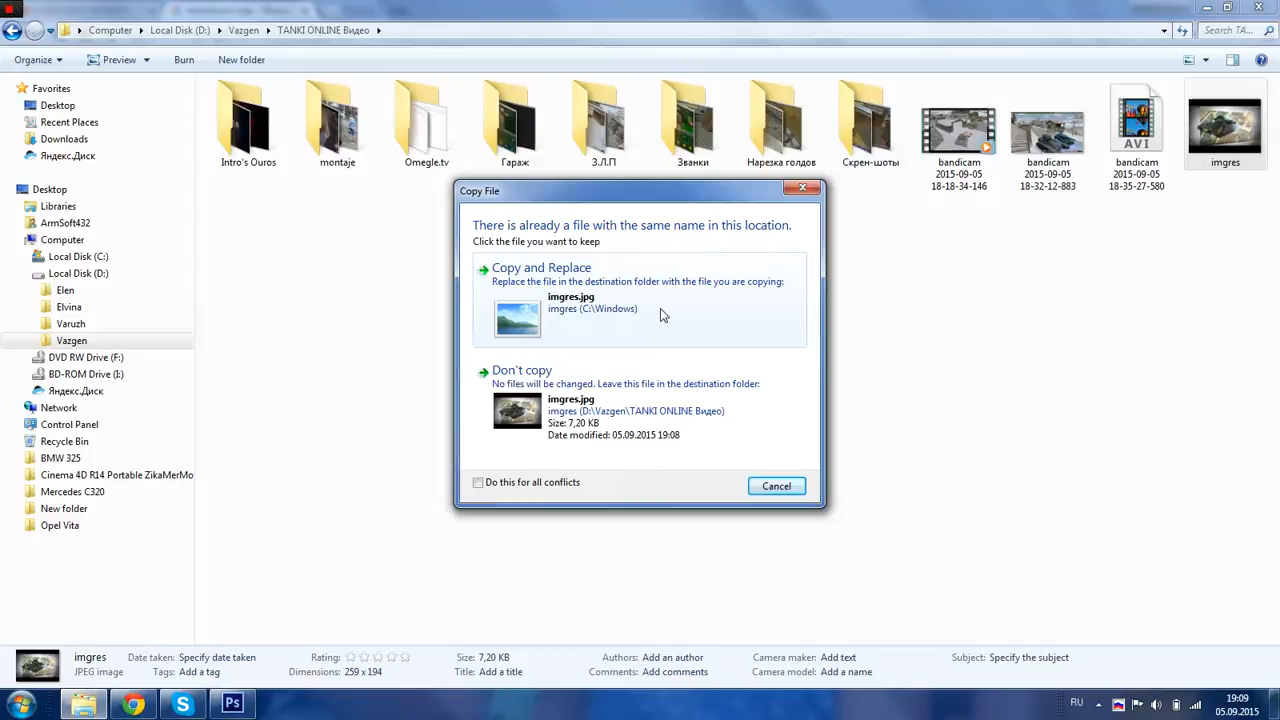 Computer
Local Disk (D:)
Vazgen
TANKI ONLINE Видео
Search TA...
Organize
Preview
Burn
New folder
Favorites
Desktop
Recent Places
Downloads
Яндекс.Диск
Desktop
Libraries
ArmSoft432
Computer
Local Disk (C:)
Local Disk (D:)
Elen
Elvina
Varuzh
Vazgen
DVD RW Drive (F:)
BD-ROM Drive (I:)
Яндекс.Диск
Network
Control Panel
Recycle Bin
BMW 325
Cinema 4D R14 Portable ZikaMerMo
Mercedes C320
New folder
Opel Vita
Intro's Ouros
montaje
Omegle.tv
Гараж
З.Л.П
Званки
Нарезка голдов
Скрен-шоты
bandicam
2015-09-05
18-18-34-146
bandicam
2015-09-05
18-32-12-883
AVI
bandicam
2015-09-05
18-35-27-580
imgres
Copy File
There is already a file with the same name in this location.
Click the file you want to keep
Copy and Replace
Replace the file in the destination folder with the file you are copying:
imgres.jpg
imgres (C:\Windows)
Don't copy
No files will be changed. Leave this file in the destination folder:
imgres.jpg
imgres (D:\Vazgen\TANKI ONLINE Видео)
Size: 7,20 KB
Date modified: 05.09.2015 19:08
Do this for all conflicts
Cancel
imgres
JPEG image
Date taken: Specify date taken
Tags: Add a tag
Rating:
Dimensions: 259 x 194
Size: 7,20 KB
Title: Add a title
Authors: Add an author
Comments: Add comments
Camera maker: Add text
Camera model: Add a name
Subject: Specify the subject
Ps
RU
19:09
05.09.2015